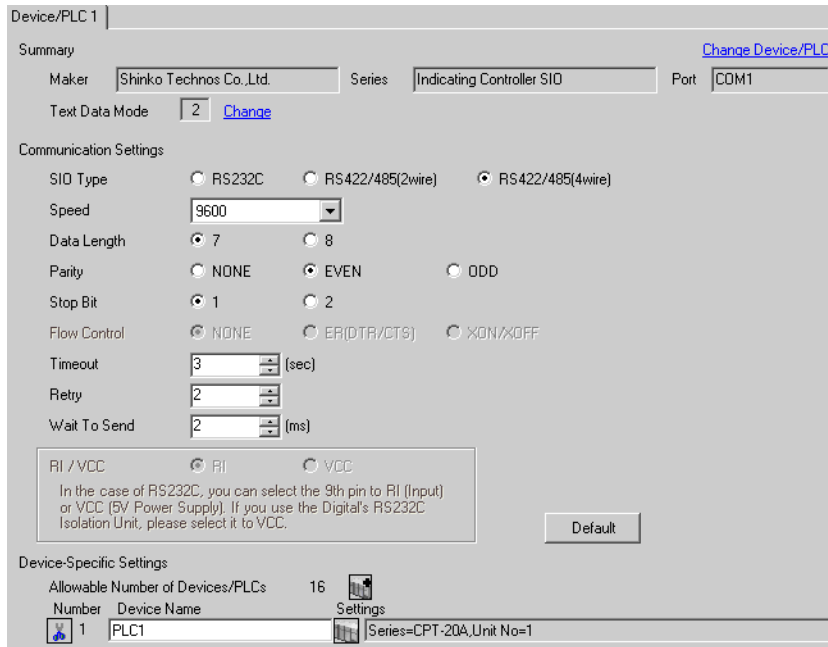 Device/PLC 1
Summary Change Device/PLC
Maker Shinko Technos Co.,Ltd. Series Indicating Controller SIO Port COM1
Text Data Mode 2 Change
Communication Settings
SIO Type RS232C RS422/485(2wire) RS422/485(4wire)
Speed 9600
Data Length 7 8
Parity NONE EVEN ODD
Stop Bit 1 2
Flow Control NONE ER(DTR/CTS) XON/XOFF
Timeout 3 (sec)
Retry 2
Wait To Send 2 (ms)
RI / VCC RI VCC
In the case of RS232C, you can select the 9th pin to RI (Input)
or VCC (5V Power Supply). If you use the Digital's RS232C
Isolation Unit, please select it to VCC.
Default
Device-Specific Settings
Allowable Number of Devices/PLCs 16
Number Device Name Settings
1 PLC1 Series=CPT-20A,Unit No=1